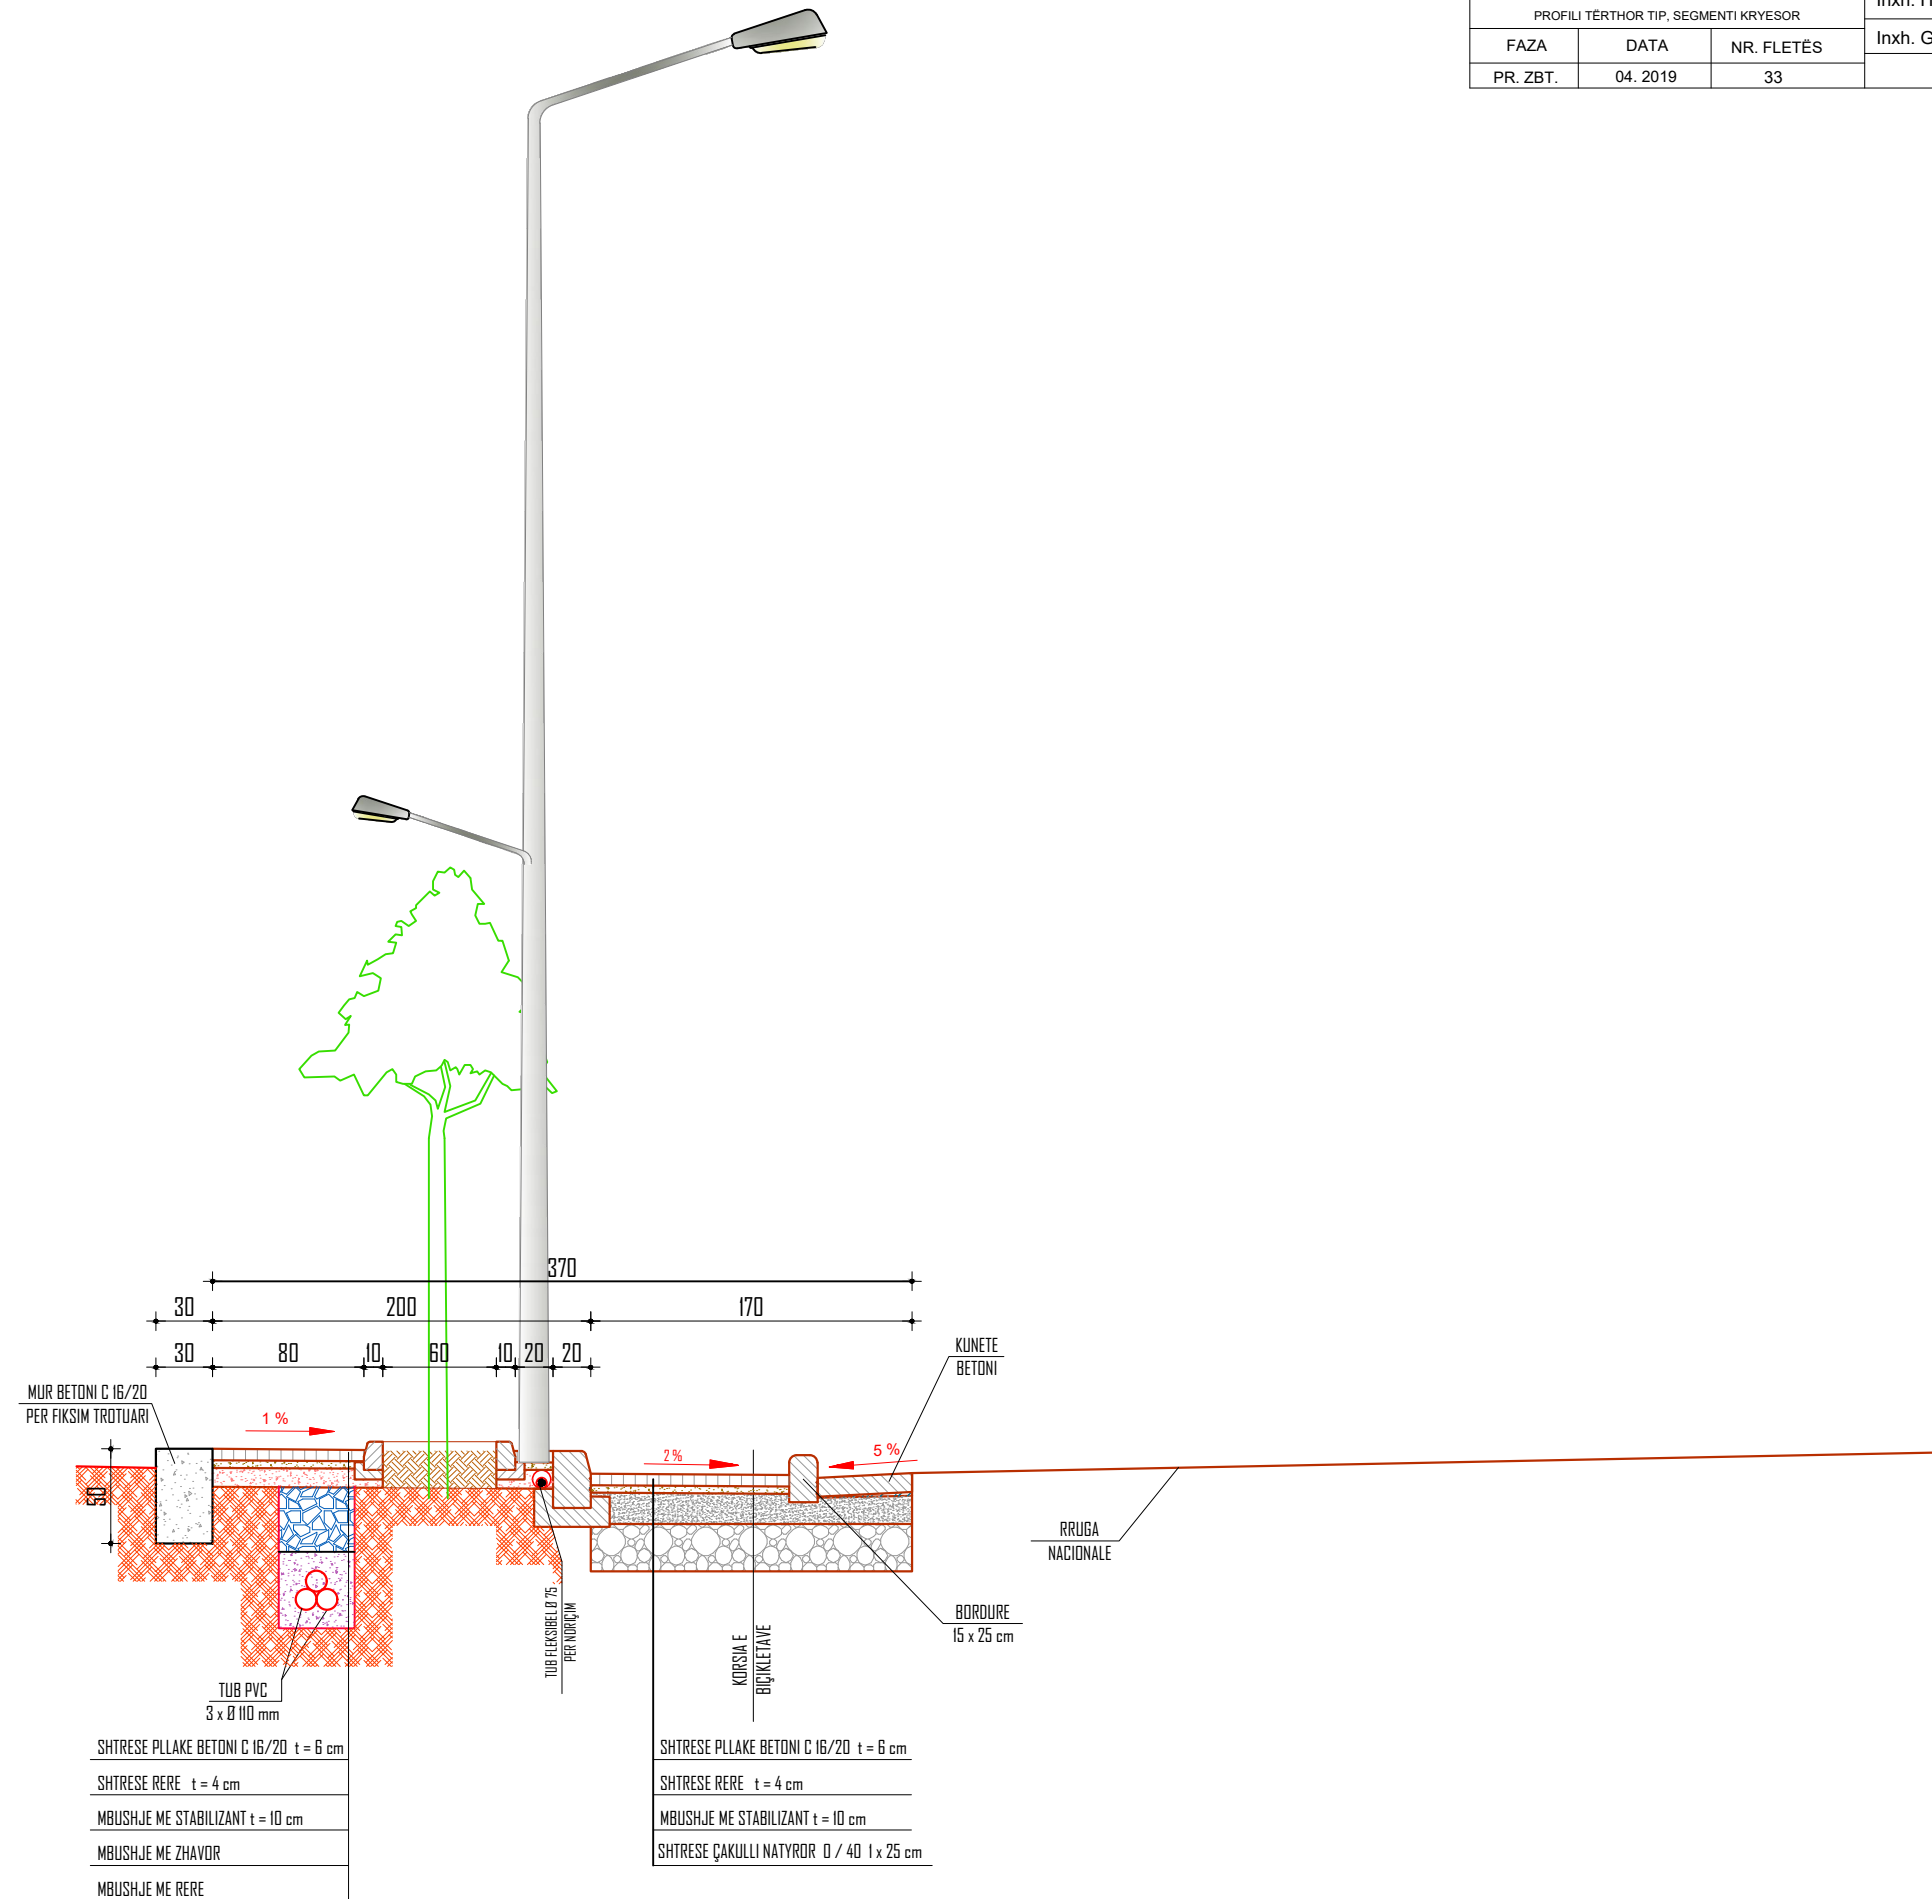 PROFILI TËRTHOR TIP, SEGMENTI KRYESOR
FAZA DATA NR. FLETËS
Inxh. G
PR. ZBT. 04. 2019 33
370
30 200 170
30 80 10 60 10 20 20
KUNETE
BETONI
MUR BETONI C 16/20
PER FIKSIM TROTUARI
1 %
2 %
5 %
50
RRUGA
NACIONALE
TUB FLEKSIBEL Ø 75
PER NDRIÇIM
KORSIA E
BIÇIKLETAVE
BORDURE
15 x 25 cm
TUB PVC
3 x Ø 110 mm
SHTRESE PLLAKE BETONI C 16/20 t = 6 cm
SHTRESE RERE t = 4 cm
MBUSHJE ME STABILIZANT t = 10 cm
MBUSHJE ME ZHAVOR
MBUSHJE ME RERE
SHTRESE PLLAKE BETONI C 16/20 t = 6 cm
SHTRESE RERE t = 4 cm
MBUSHJE ME STABILIZANT t = 10 cm
SHTRESE ÇAKULLI NATYROR 0 / 40 1 x 25 cm